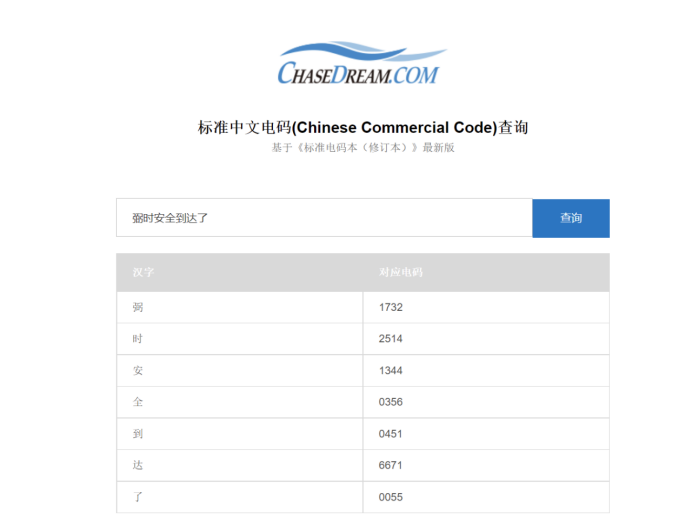 CHASEDREAM.COM
标准中文电码(Chinese Commercial Code)查询
基于《标准电码本（修订本）》最新版
弼时安全到达了 查询
汉字 对应电码
弼 1732
时 2514
安 1344
全 0356
到 0451
达 6671
了 0055